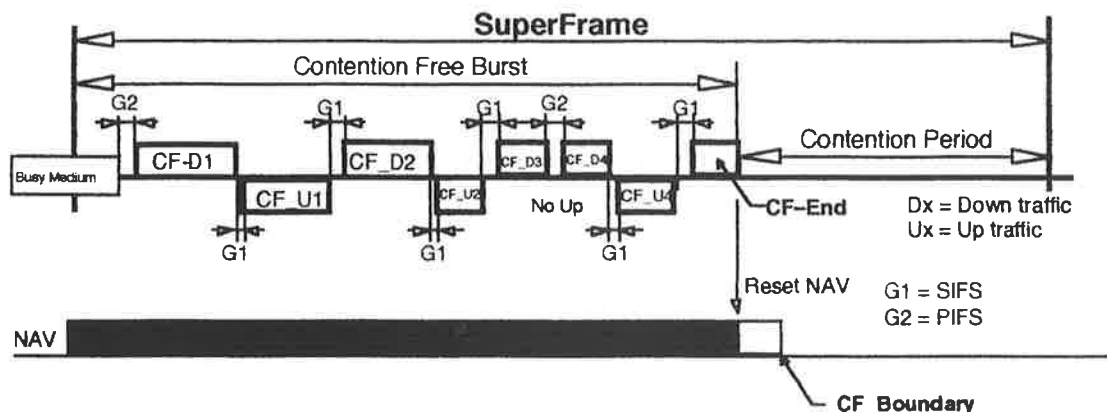 SuperFrame
Contention Free Burst
G2
G1
G1
G2
G1
Contention Period
CF-D1
CF_D2
CF_D3
CF_D4
Busy Medium
CF_U1
CF_U2
No Up
CF_U4
CF-End
Dx = Down traffic
Ux = Up traffic
G1
G1
G1
Reset NAV
G1 = SIFS
G2 = PIFS
NAV
CF Boundary